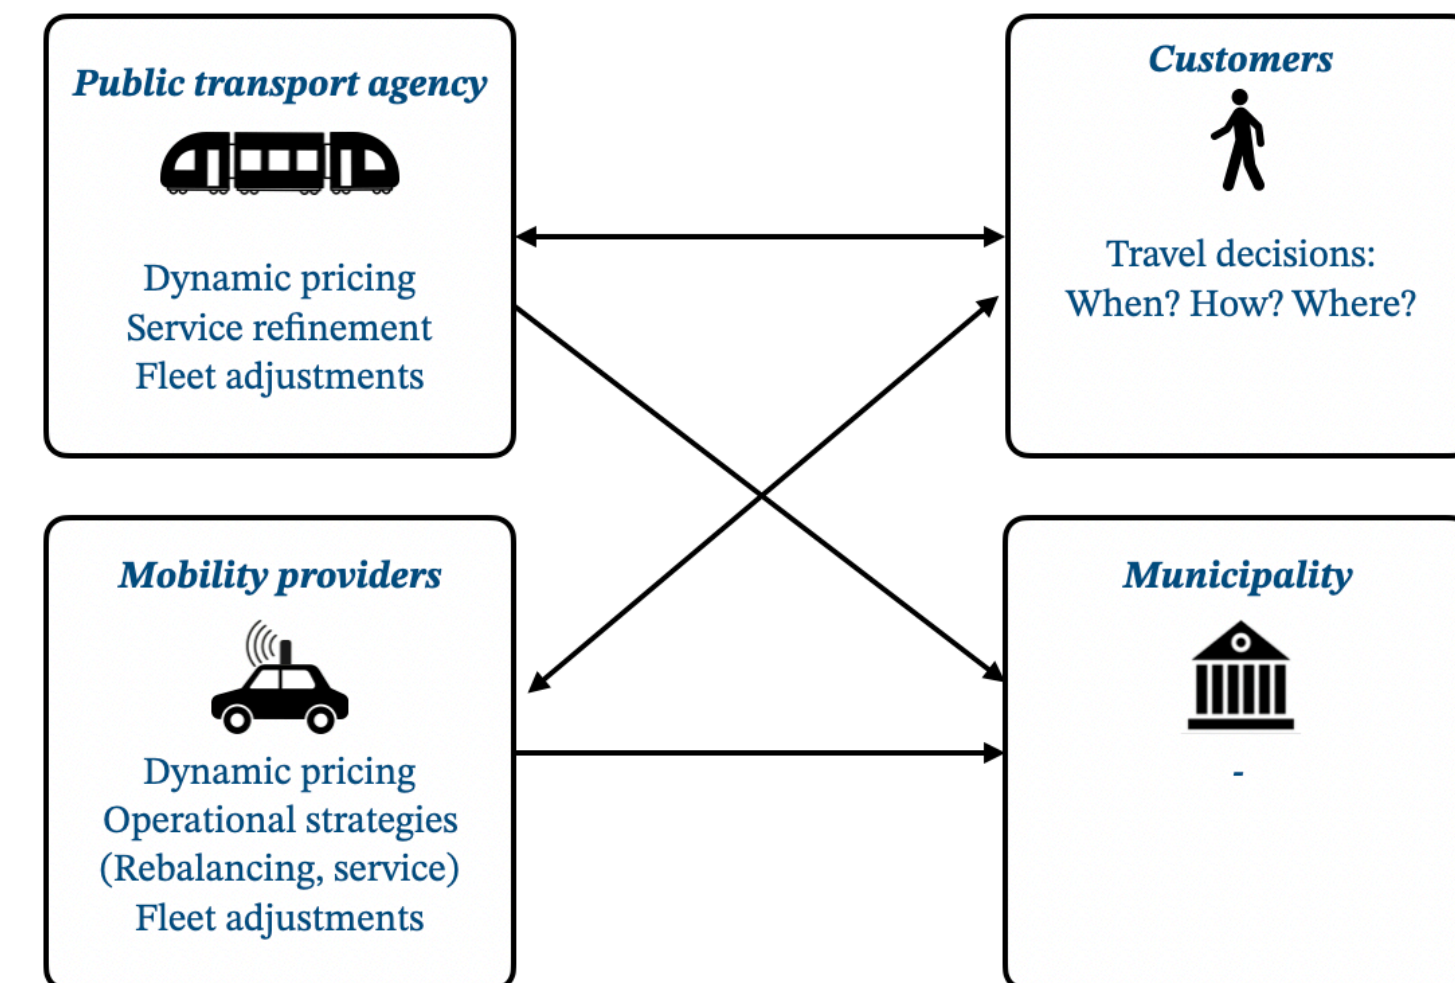 Public transport agency
Dynamic pricing
Service refinement
Fleet adjustments
Customers
Travel decisions:
When? How? Where?
Mobility providers
Dynamic pricing
Operational strategies
(Rebalancing, service)
Fleet adjustments
Municipality
-